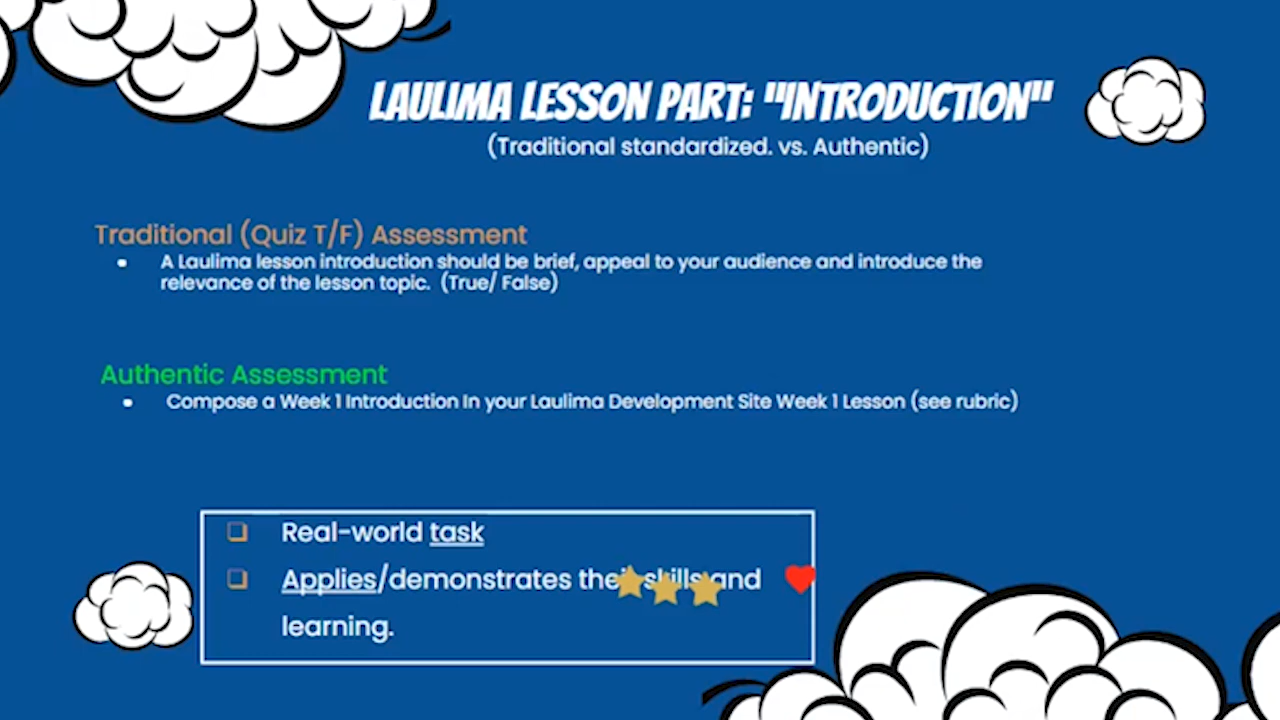 LAULIMA LESSON PART: "INTRODUCTION"
(Traditional standardized. vs. Authentic)
Traditional (Quiz T/F) Assessment
A Laulima lesson introduction should be brief, appeal to your audience and introduce the
relevance of the lesson topic. (True/ False)
Authentic Assessment
Compose a Week 1 Introduction In your Laulima Development Site Week 1 Lesson (see rubric)
Real-world task
Applies/demonstrates their skills and
learning.